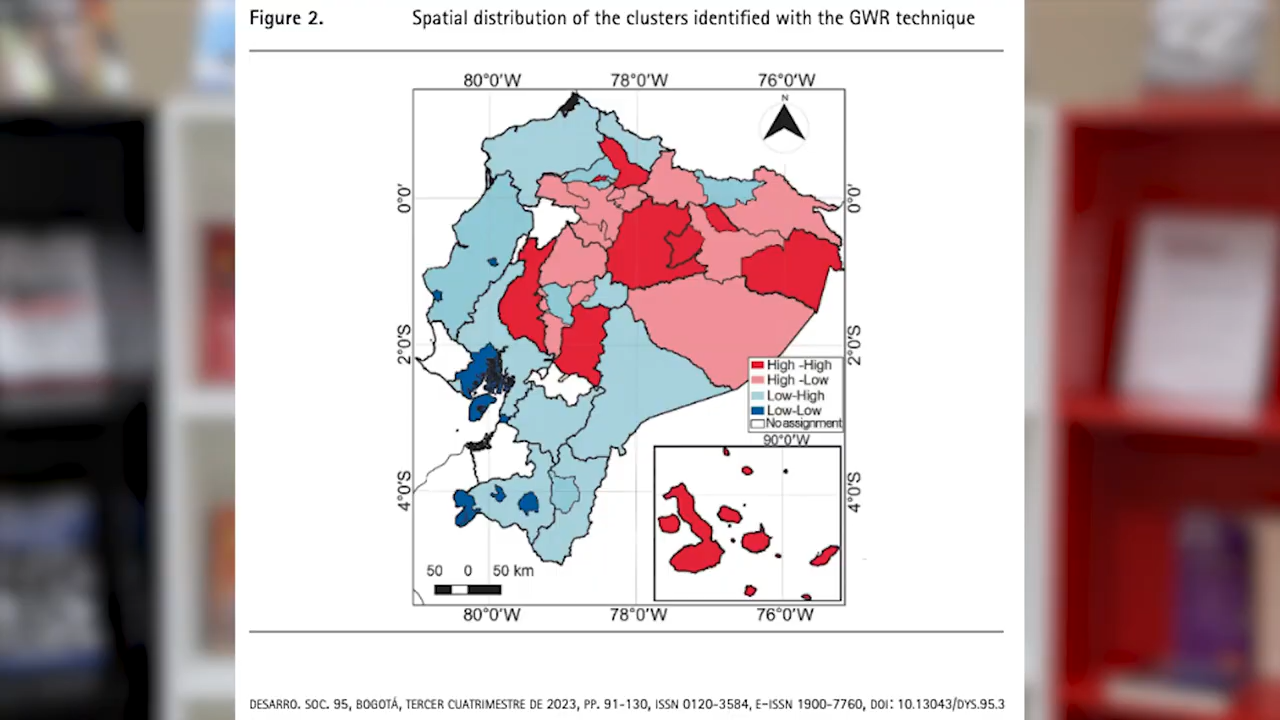 Figure 2. Spatial distribution of the clusters identified with the GWR technique
80°0'W 78°0'W 76°0'W
N
0°0' 0°0'
2°0'S 2°0'S
High -High
High -Low
Low-High
Low-Low
No assignment
90°0'W
4°0'S 4°0'S
50 0 50 km
80°0'W 78°0'W 76°0'W
DESARRO. SOC. 95, BOGOTÁ, TERCER CUATRIMESTRE DE 2023, PP. 91-130, ISSN 0120-3584, E-ISSN 1900-7760, DOI: 10.13043/DYS.95.3